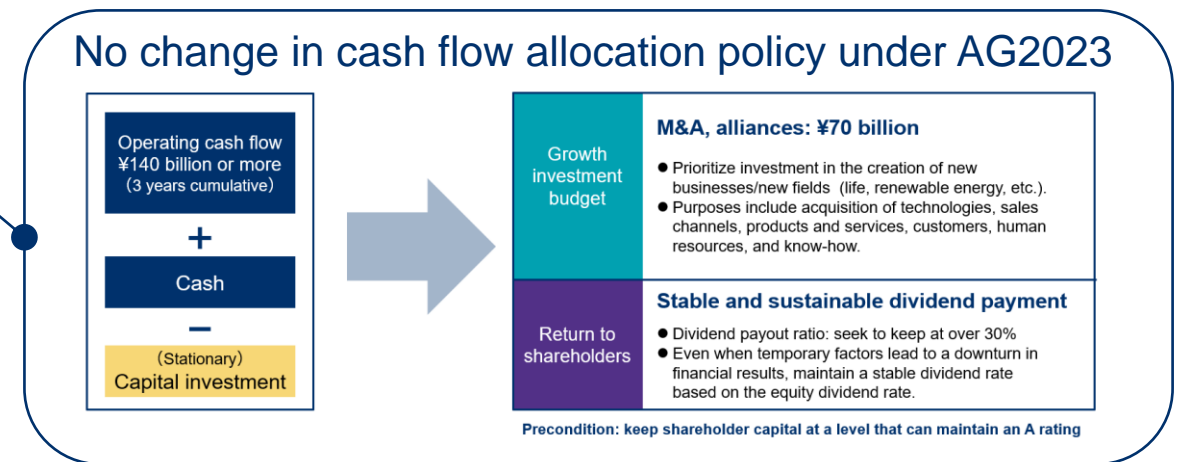 No change in cash flow allocation policy under AG2023
Operating cash flow
¥140 billion or more
(3 years cumulative)
+
Cash
−
(Stationary)
Capital investment
Growth
investment
budget
M&A, alliances: ¥70 billion
● Prioritize investment in the creation of new
businesses/new fields (life, renewable energy, etc.).
● Purposes include acquisition of technologies, sales
channels, products and services, customers, human
resources, and know-how.
Return to
shareholders
Stable and sustainable dividend payment
● Dividend payout ratio: seek to keep at over 30%
● Even when temporary factors lead to a downturn in
financial results, maintain a stable dividend rate
based on the equity dividend rate.
Precondition: keep shareholder capital at a level that can maintain an A rating